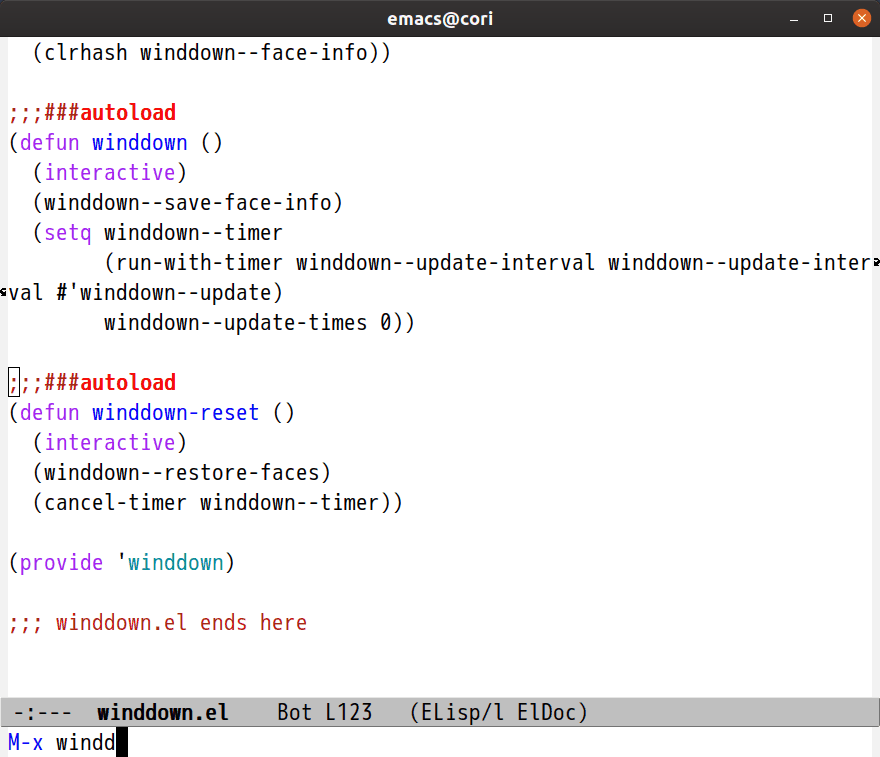 emacs@cori
(clrhash winddown--face-info))
;;;###autoload
(defun winddown ()
(interactive)
(winddown--save-face-info)
(setq winddown--timer
(run-with-timer winddown--update-interval winddown--update-inter
val #'winddown--update)
winddown--update-times 0))
;;;###autoload
(defun winddown-reset ()
(interactive)
(winddown--restore-faces)
(cancel-timer winddown--timer))
(provide 'winddown)
;;; winddown.el ends here
-:--- winddown.el Bot L123 (ELisp/l ElDoc)
M-x windd